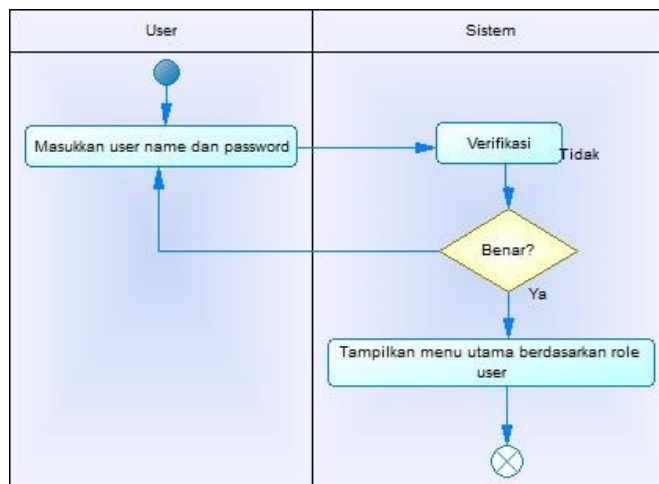 User
Sistem
Masukkan user name dan password
Verifikasi
Tidak
Benar?
Ya
Tampilkan menu utama berdasarkan role
user